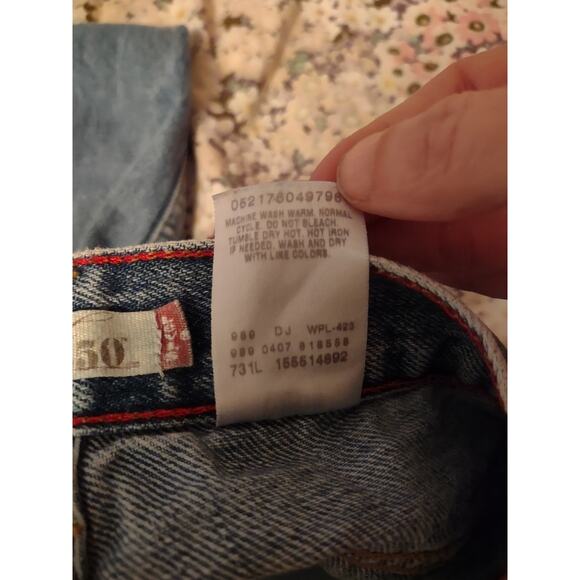 052176049796
MACHINE WASH WARM. NORMAL
CYCLE. DO NOT BLEACH.
TUMBLE DRY HOT. HOT IRON
IF NEEDED. WASH AND DRY
WITH LIKE COLORS.
989 DJ WPL-423
989 0407 818558
731L 155514692
50